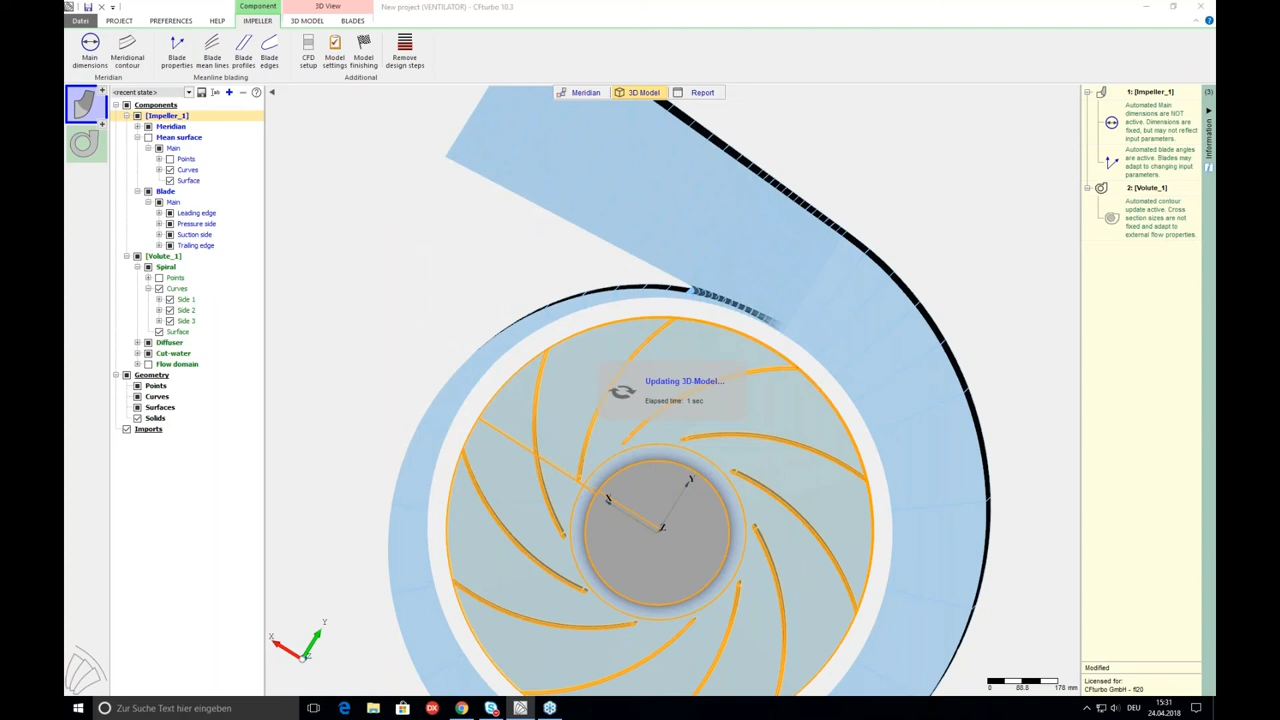 Component
3D View
New project (VENTILATOR) - CFturbo 10.3
Datei
PROJECT
PREFERENCES
HELP
IMPELLER
3D MODEL
BLADES
Main dimensions
Meridional contour
Blade properties
Blade mean lines
Blade profiles
Blade edges
CFD setup
Model settings
Model finishing
Remove design steps
Meridian
Meanline blading
Additional
<recent state>
Meridian
3D Model
Report
Components
[Impeller_1]
Meridian
Mean surface
Main
Points
Curves
Surface
Blade
Main
Leading edge
Pressure side
Suction side
Trailing edge
[Volute_1]
Spiral
Points
Curves
Side 1
Side 2
Side 3
Surface
Diffuser
Cut-water
Flow domain
Geometry
Points
Curves
Surfaces
Solids
Imports
Updating 3D-Model...
Elapsed time: 1 sec
X
Y
Z
X
Y
Z
0 88.8 178 mm
1: [Impeller_1]
(3)
Automated Main
dimensions are NOT
active. Dimensions are
fixed, but may not reflect
input parameters.
Automated blade angles
are active. Blades may
adapt to changing input
parameters.
2: [Volute_1]
Automated contour
update active. Cross
section sizes are not
fixed and adapt to
external flow properties.
Information
Modified
Licensed for:
CFturbo GmbH - fl20
Zur Suche Text hier eingeben
DEU
15:31
24.04.2018